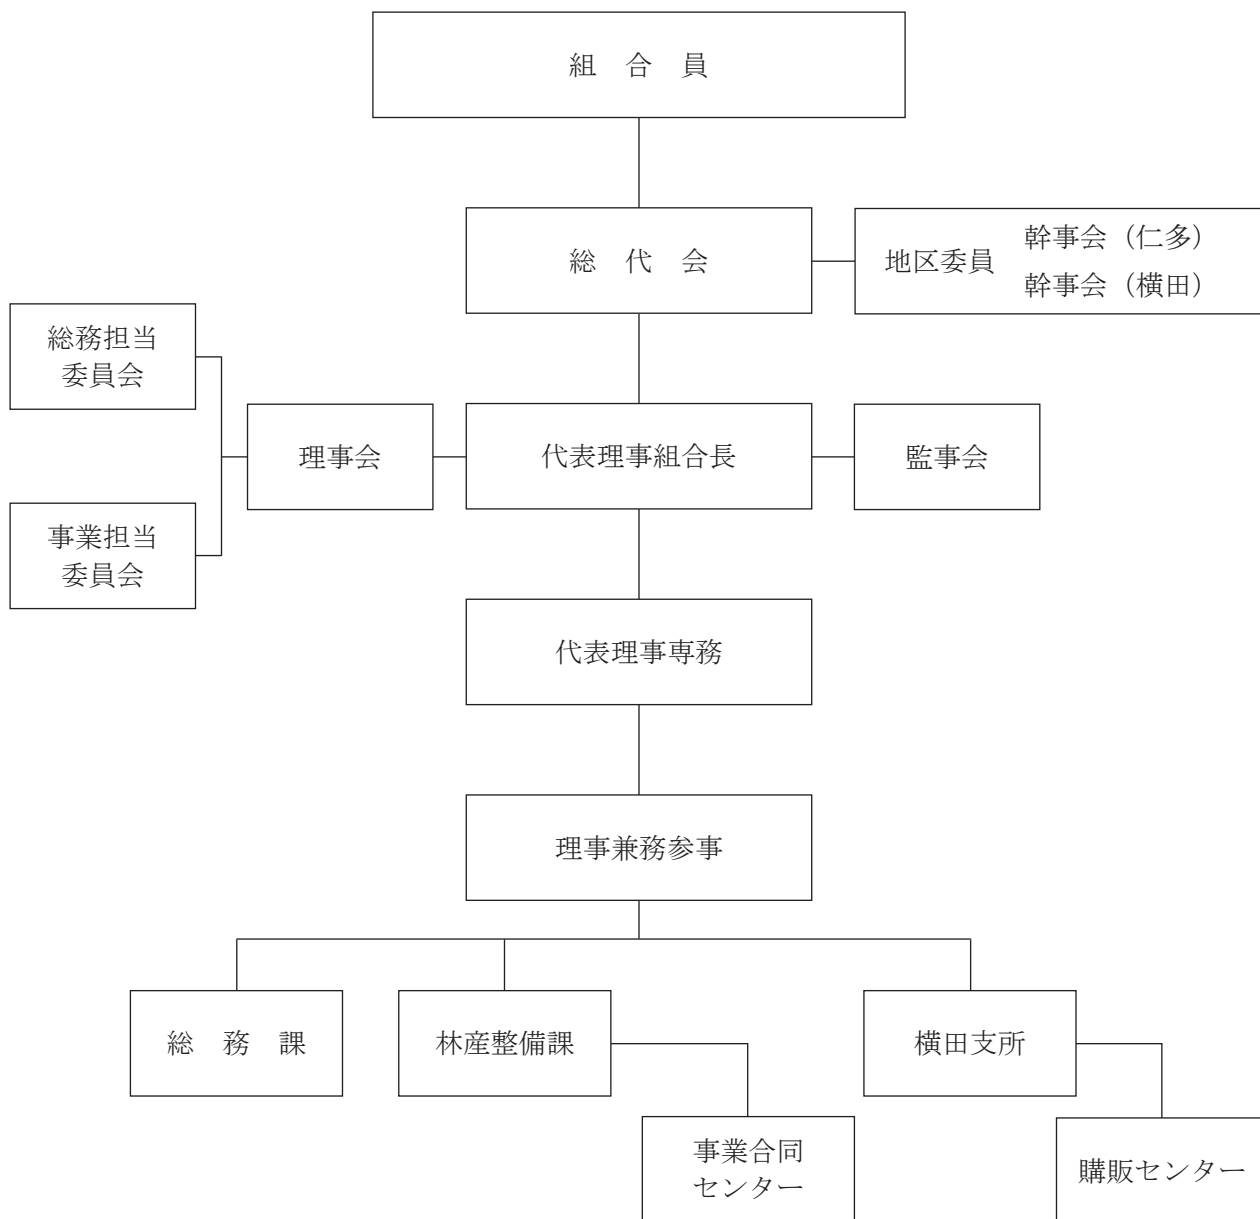 組　合　員
総　代　会
地区委員
幹事会（仁多）
幹事会（横田）
総務担当
委員会
理事会
代表理事組合長
監事会
事業担当
委員会
代表理事専務
理事兼務参事
総　務　課
林産整備課
横田支所
事業合同
センター
購販センター